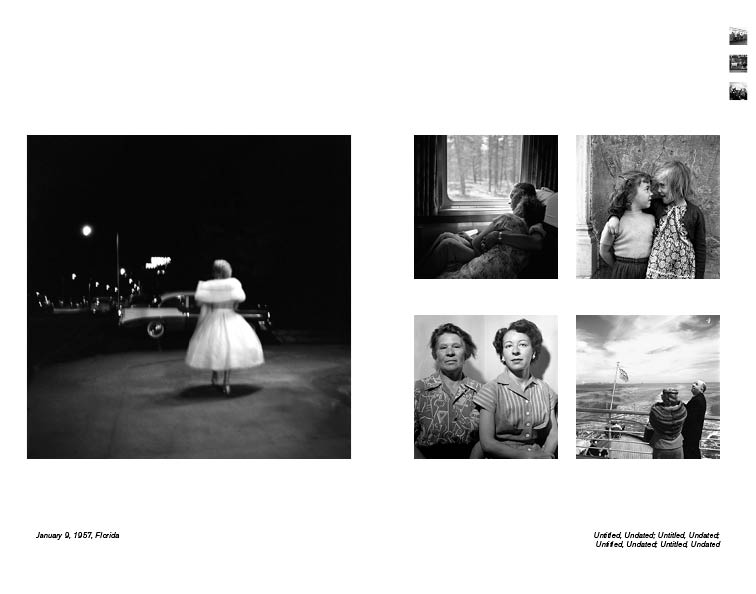 January 9, 1957, Florida
Untitled, Undated; Untitled, Undated;
Untitled, Undated; Untitled, Undated